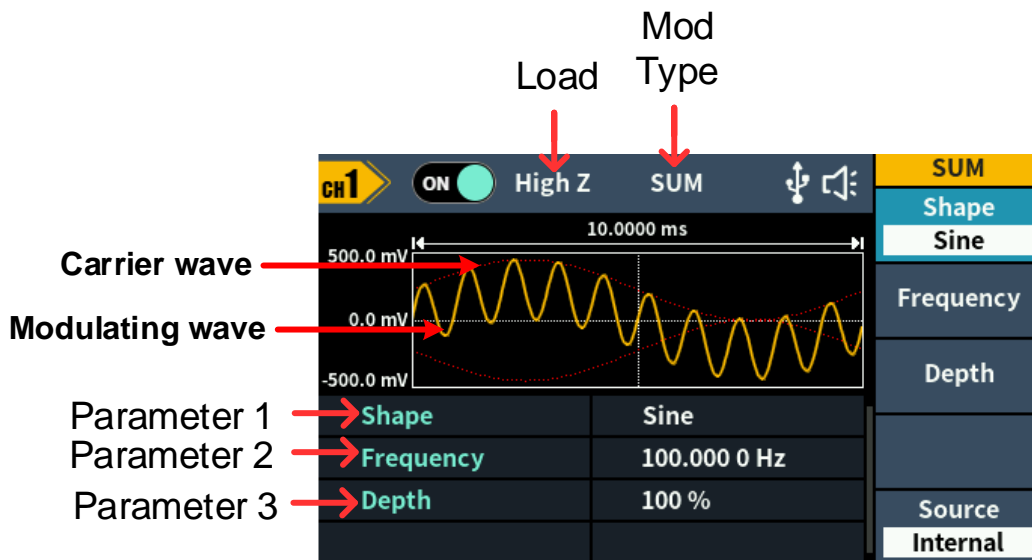 Mod
Type
Load
CH1
ON
High Z
SUM
SUM
Shape
Sine
Frequency
Depth
Source
Internal
10.0000 ms
500.0 mV
0.0 mV
-500.0 mV
Carrier wave
Modulating wave
Parameter 1
Shape
Sine
Parameter 2
Frequency
100.000 0 Hz
Parameter 3
Depth
100 %